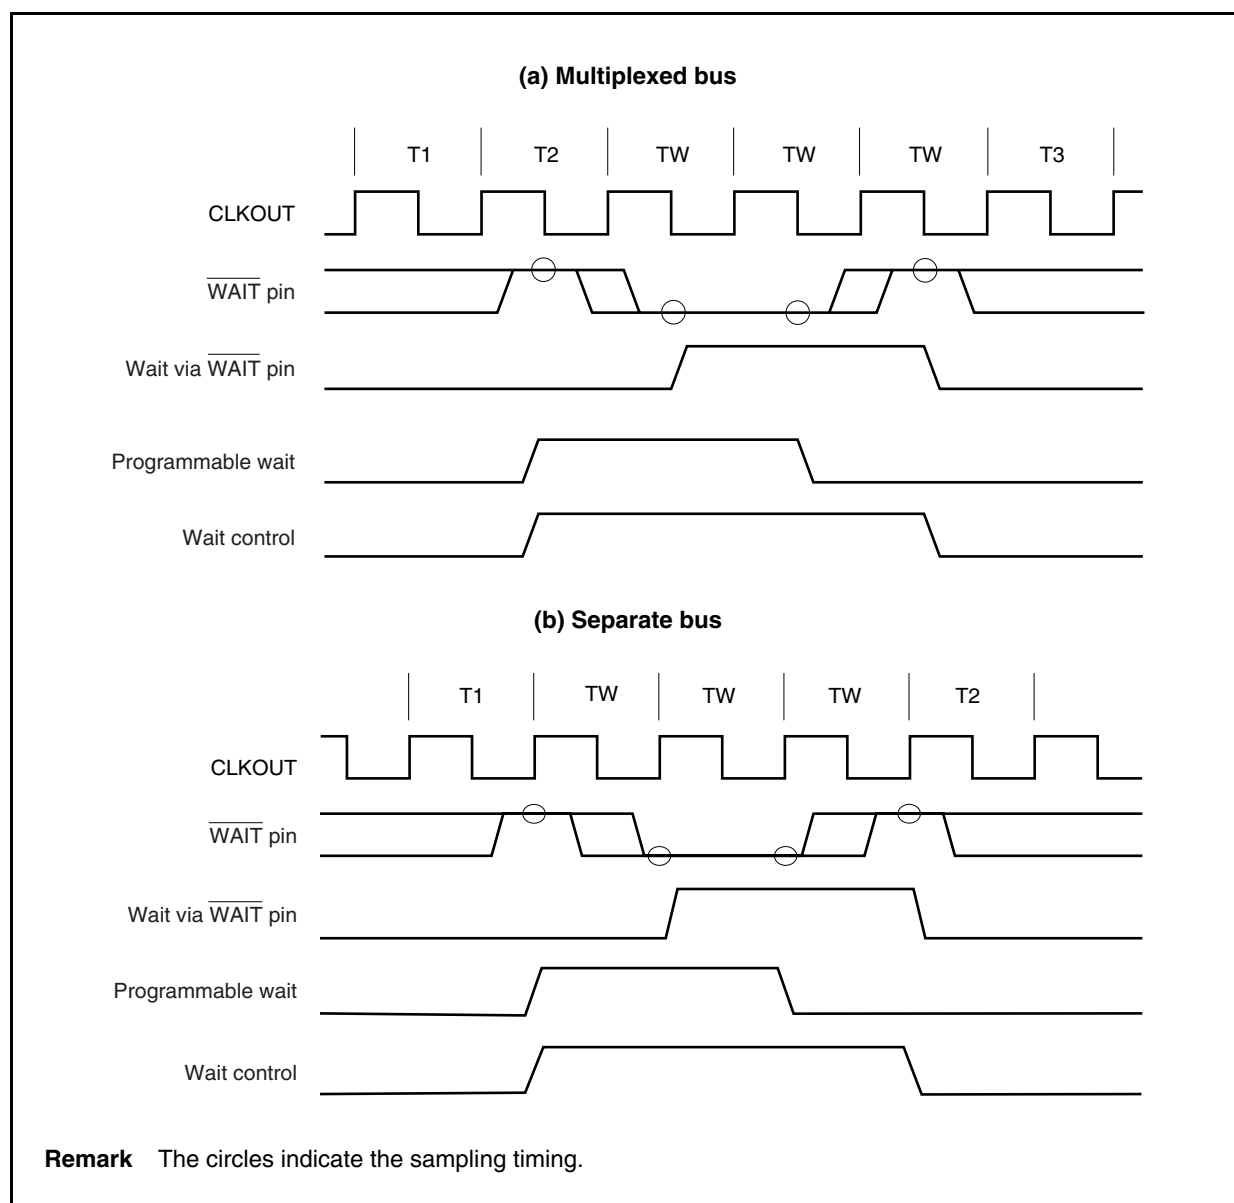 (a) Multiplexed bus
T1 T2 TW TW TW T3
CLKOUT
WAIT pin
Wait via WAIT pin
Programmable wait
Wait control
(b) Separate bus
T1 TW TW TW T2
CLKOUT
WAIT pin
Wait via WAIT pin
Programmable wait
Wait control
Remark The circles indicate the sampling timing.